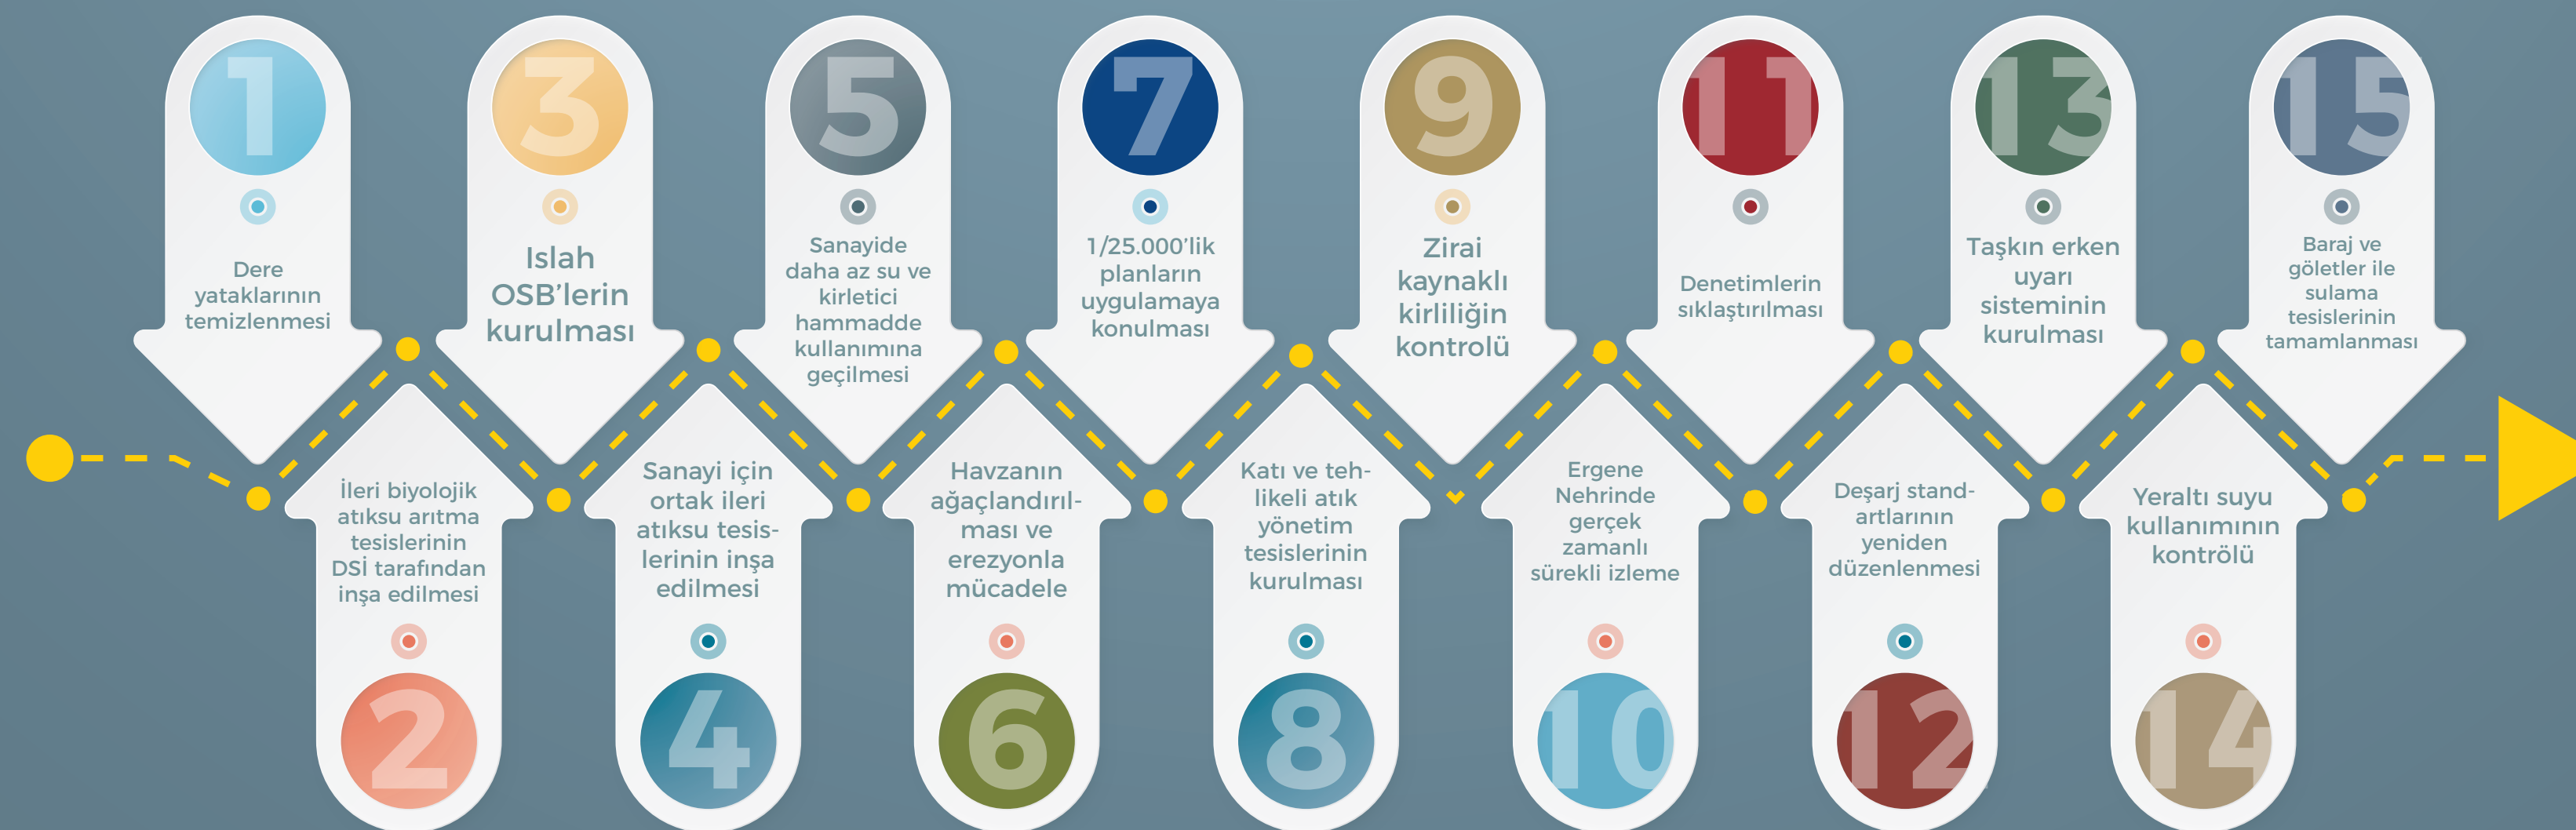 1
Dere
yataklarının
temizlenmesi
İleri biyolojik
atıksu arıtma
tesislerinin
DSİ tarafından
inşa edilmesi
2
3
Islah
OSB'lerin
kurulması
Sanayi için
ortak ileri
atıksu tesis-
lerinin inşa
edilmesi
4
5
Sanayide
daha az su ve
kirletici
hammadde
kullanımına
geçilmesi
Havzanın
ağaçlandırıl-
ması ve
erezyonla
mücadele
6
7
1/25.000'lik
planların
uygulamaya
konulması
Katı ve teh-
likeli atık
yönetim
tesislerinin
kurulması
8
9
Zirai
kaynaklı
kirliliğin
kontrolü
Ergene
Nehrinde
gerçek
zamanlı
sürekli izleme
10
11
Denetimlerin
sıklaştırılması
Deşarj stand-
artlarının
yeniden
düzenlenmesi
12
13
Taşkın erken
uyarı
sisteminin
kurulması
Yeraltı suyu
kullanımının
kontrölü
14
15
Baraj ve
göletler ile
sulama
tesislerinin
tamamlanması